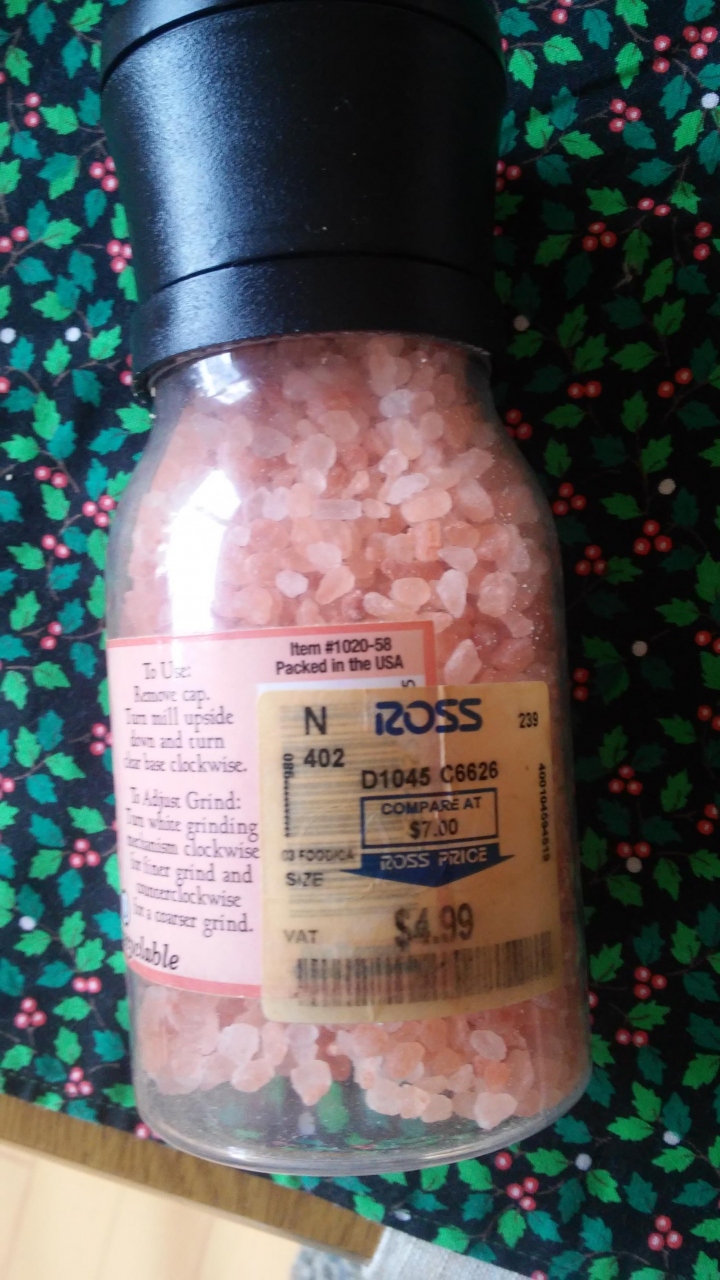 To Use:
Remove cap.
Turn mill upside
down and turn
clear base clockwise.
To Adjust Grind:
Turn white grinding
mechanism clockwise
for finer grind and
counterclockwise
for a coarser grind.
Item #1020-58
Packed in the USA
N ROSS 239
402
D1045 C6626
COMPARE AT
$7.00
ROSS PRICE
SIZE
VAT $4.99